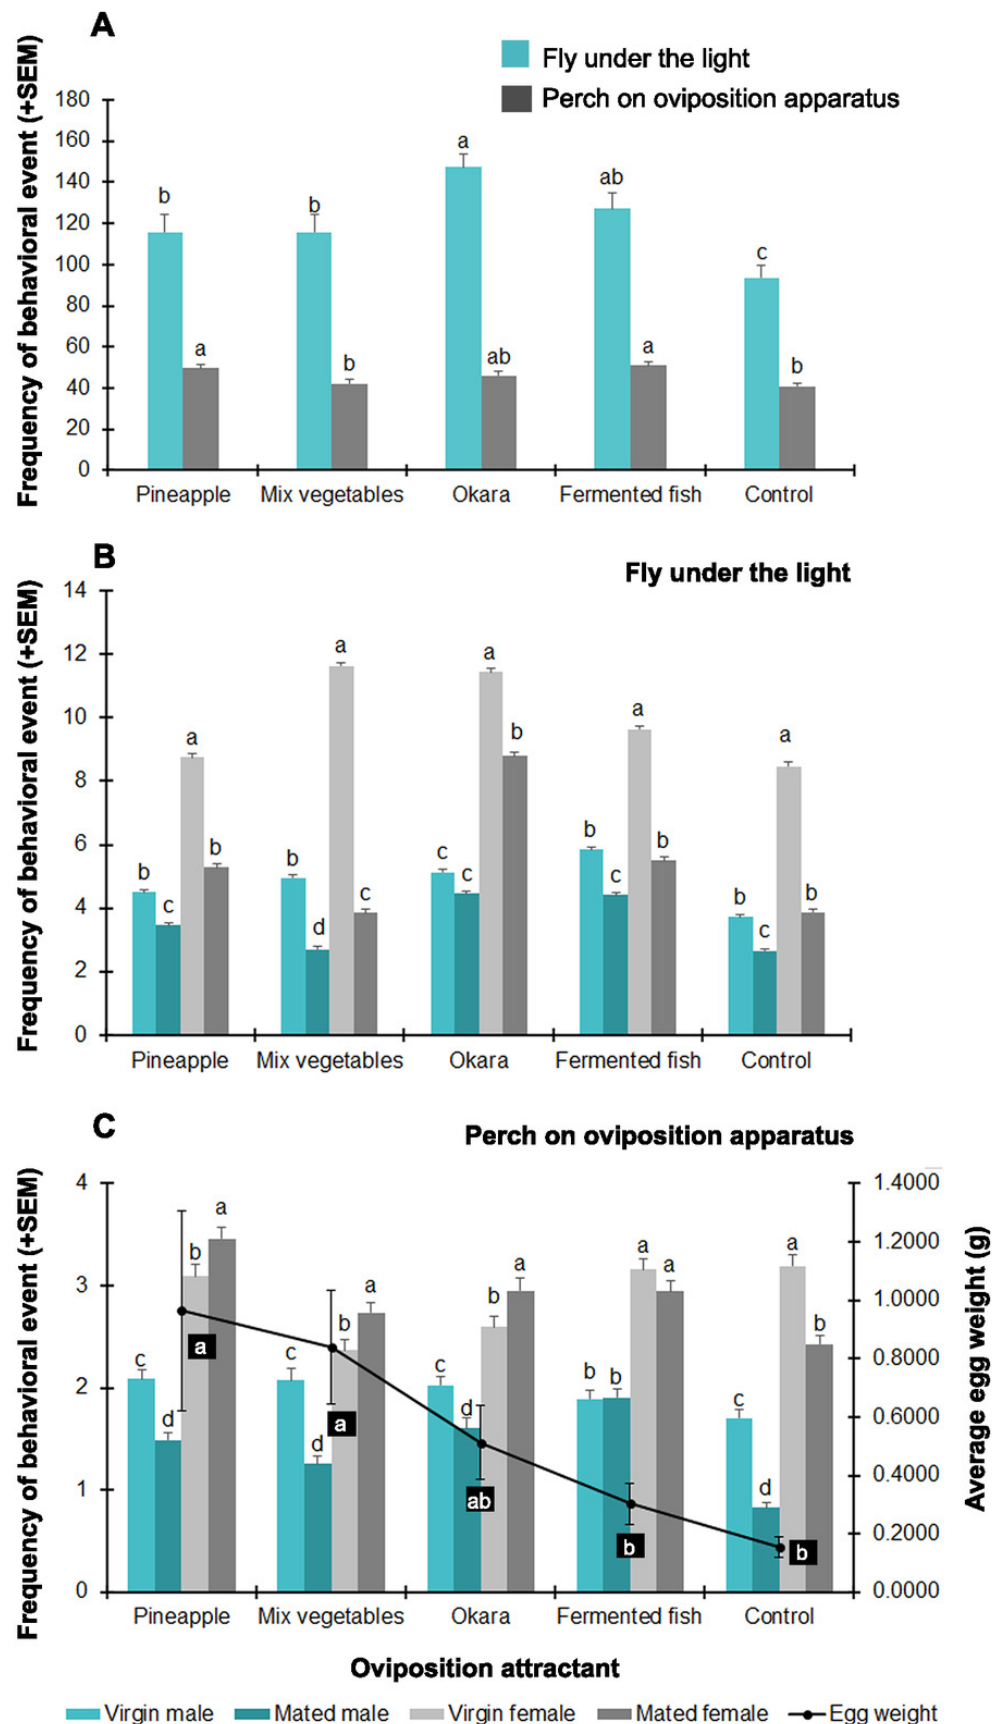 A
Fly under the light
Perch on oviposition apparatus
Frequency of behavioral event (+SEM)
180
160
140
120
100
80
60
40
20
0
b
a
b
b
a
ab
ab
a
c
b
Pineapple Mix vegetables Okara Fermented fish Control
B
Fly under the light
Frequency of behavioral event (+SEM)
14
12
10
8
6
4
2
0
b c a b
b d a c
c c a b
b c a b
b c a b
Pineapple Mix vegetables Okara Fermented fish Control
C
Perch on oviposition apparatus
Frequency of behavioral event (+SEM)
4
3
2
1
0
c d b a
a
c d b a
a
c d b a
ab
b b a a
b
c d a b
b
1.4000
1.2000
1.0000
0.8000
0.6000
0.4000
0.2000
0.0000
Average egg weight (g)
Pineapple Mix vegetables Okara Fermented fish Control
Oviposition attractant
Virgin male Mated male Virgin female Mated female Egg weight